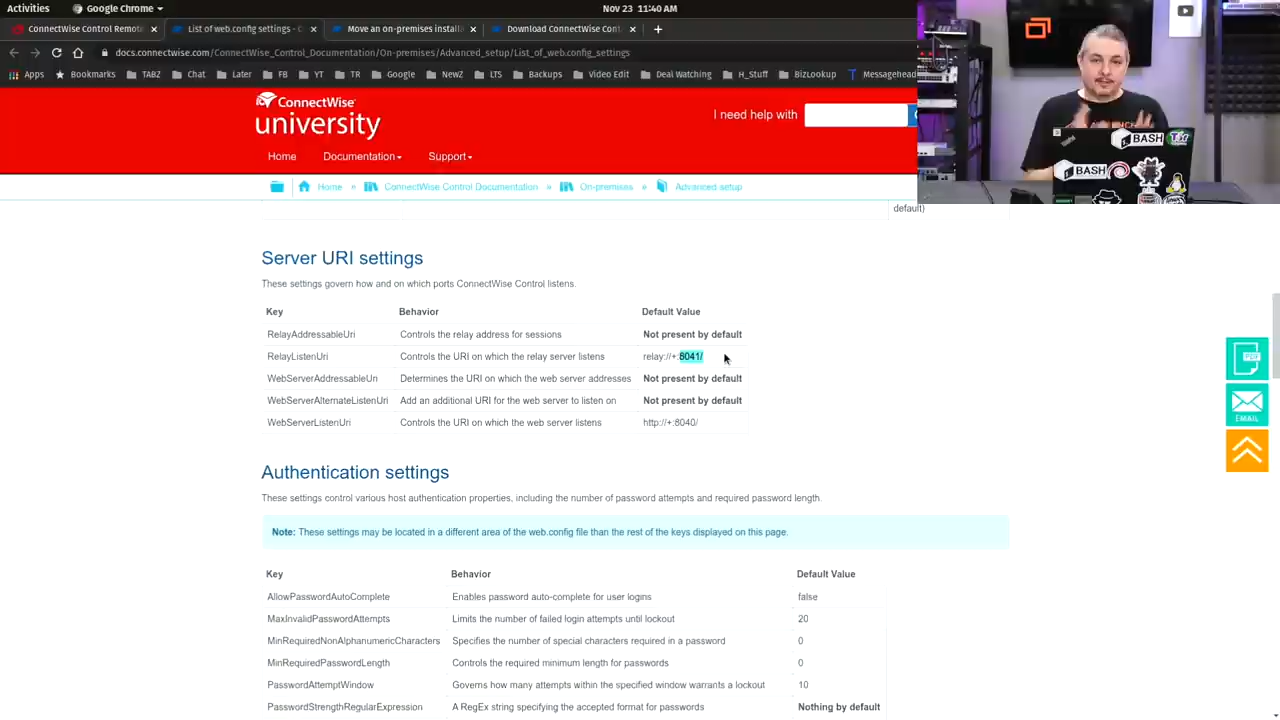 Activities
Google Chrome
Nov 23 11:40 AM
ConnectWise Control Remot
List of web.config settings - C
Move an on-premises install
Download ConnectWise Cont
docs.connectwise.com/ConnectWise_Control_Documentation/On-premises/Advanced_setup/List_of_web.config_settings
Apps Bookmarks TABZ Chat Later FB YT TR Google NewZ LTS Backups Video Edit Deal Watching H_Stuff BizLookup Messagehead
ConnectWise
university
I need help with
Home Documentation Support
Home » ConnectWise Control Documentation » On-premises » Advanced setup
default)
Server URI settings
These settings govern how and on which ports ConnectWise Control listens.
Key Behavior Default Value
RelayAddressableUri Controls the relay address for sessions Not present by default
RelayListenUri Controls the URI on which the relay server listens relay://+:8041/
WebServerAddressableUri Determines the URI on which the web server addresses Not present by default
WebServerAlternateListenUri Add an additional URI for the web server to listen on Not present by default
WebServerListenUri Controls the URI on which the web server listens http://+:8040/
Authentication settings
These settings control various host authentication properties, including the number of password attempts and required password length.
Note: These settings may be located in a different area of the web.config file than the rest of the keys displayed on this page.
Key Behavior Default Value
AllowPasswordAutoComplete Enables password auto-complete for user logins false
MaxInvalidPasswordAttempts Limits the number of failed login attempts until lockout 20
MinRequiredNonAlphanumericCharacters Specifies the number of special characters required in a password 0
MinRequiredPasswordLength Controls the required minimum length for passwords 0
PasswordAttemptWindow Governs how many attempts within the specified window warrants a lockout 10
PasswordStrengthRegularExpression A RegEx string specifying the accepted format for passwords Nothing by default
PDF
EMAIL
BASH
BASH